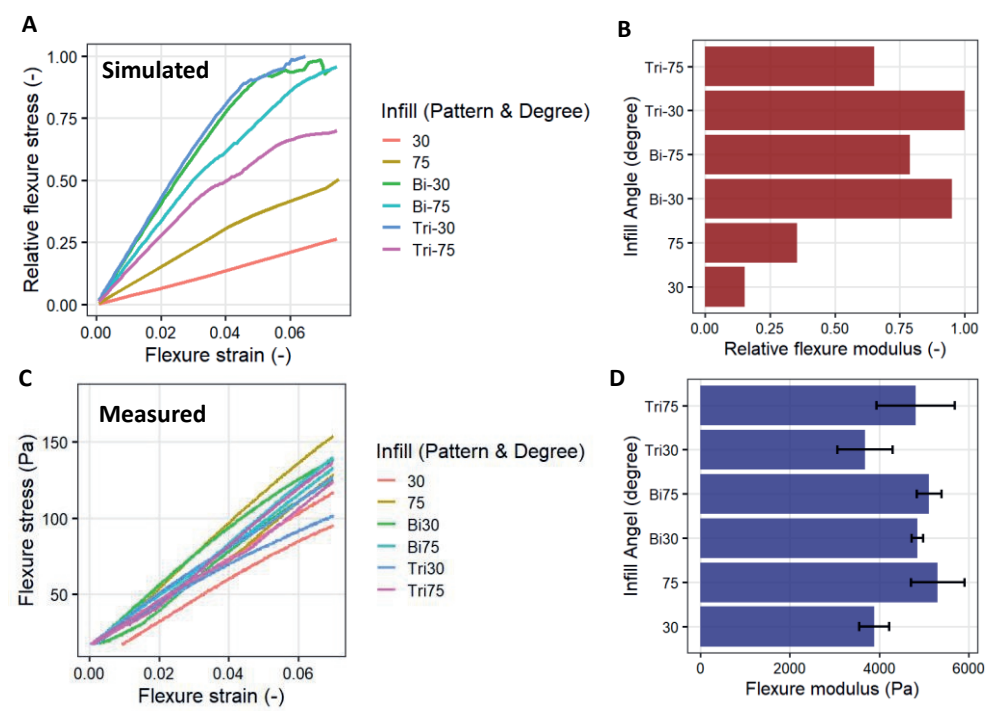 A
Simulated
Relative flexure stress (-)
1.00
0.75
0.50
0.25
0.00
0.00 0.02 0.04 0.06
Flexure strain (-)
Infill (Pattern & Degree)
30
75
Bi-30
Bi-75
Tri-30
Tri-75
B
Infill Angle (degree)
Tri-75
Tri-30
Bi-75
Bi-30
75
30
0.00 0.25 0.50 0.75 1.00
Relative flexure modulus (-)
C
Measured
Flexure stress (Pa)
150
100
50
0.00 0.02 0.04 0.06
Flexure strain (-)
Infill (Pattern & Degree)
30
75
Bi30
Bi75
Tri30
Tri75
D
Infill Angel (degree)
Tri75
Tri30
Bi75
Bi30
75
30
0 2000 4000 6000
Flexure modulus (Pa)